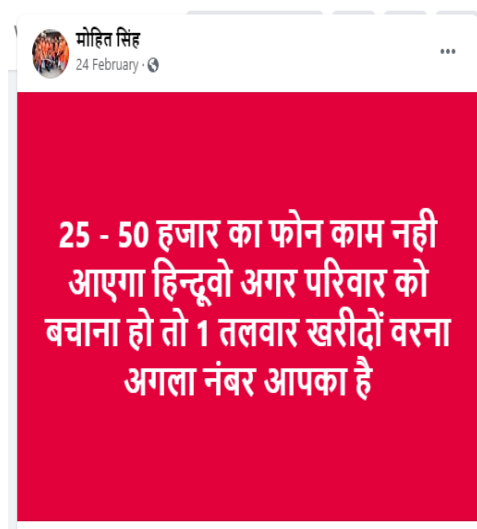 मोहित सिंह
24 February ·
25 - 50 हजार का फोन काम नही
आएगा हिन्दूवो अगर परिवार को
बचाना हो तो 1 तलवार खरीदों वरना
अगला नंबर आपका है